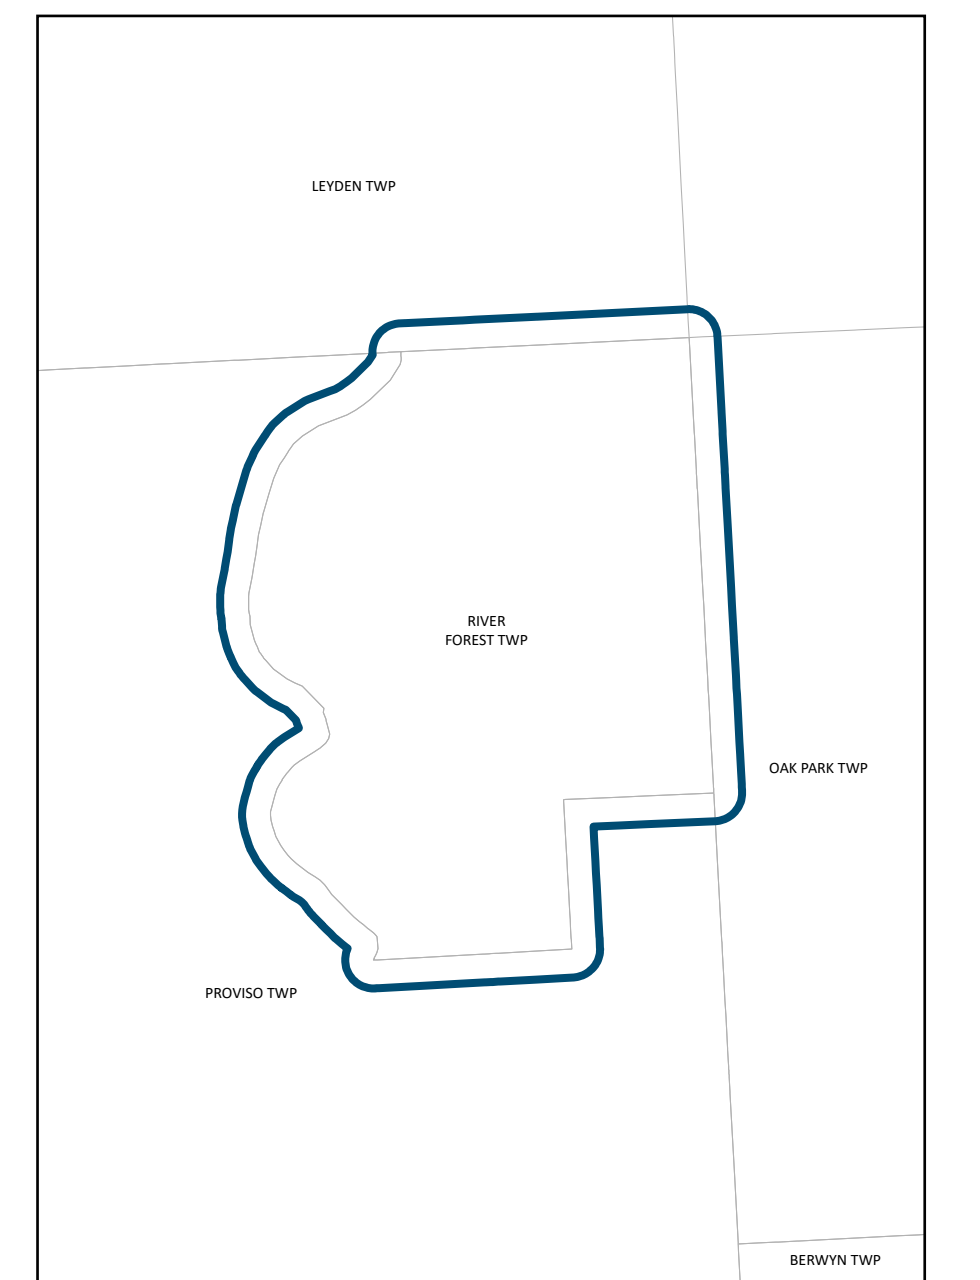 LEYDEN TWP
RIVER
FOREST TWP
OAK PARK TWP
PROVISO TWP
BERWYN TWP